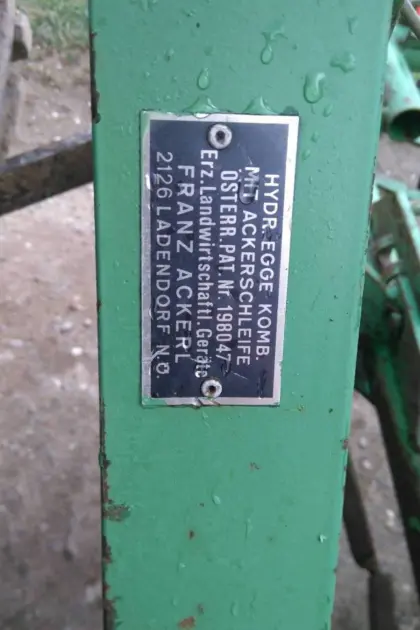 HYDR. EGGE KOMB.
MIT ACKERSCHLEIFE
ÖSTERR. PAT. Nr. 198047
Erz. Landwirtschaftl. Geräte
FRANZ ACKERL
2126 LADENDORF N.Ö.